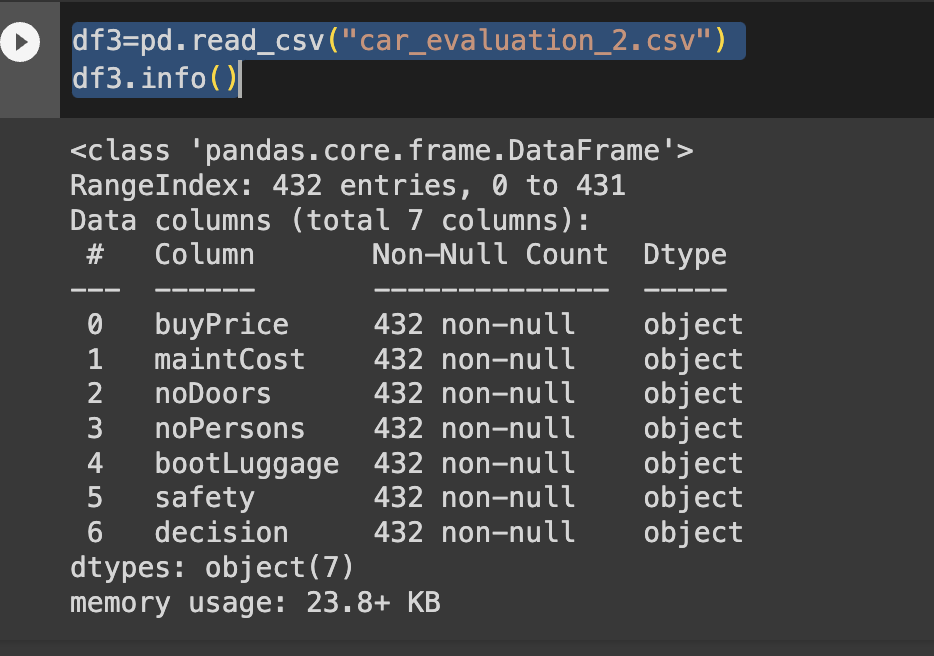 df3=pd.read_csv("car_evaluation_2.csv")
df3.info()
<class 'pandas.core.frame.DataFrame'>
RangeIndex: 432 entries, 0 to 431
Data columns (total 7 columns):
 #   Column       Non-Null Count  Dtype
---  ------       --------------  -----
 0   buyPrice     432 non-null    object
 1   maintCost    432 non-null    object
 2   noDoors      432 non-null    object
 3   noPersons    432 non-null    object
 4   bootLuggage  432 non-null    object
 5   safety       432 non-null    object
 6   decision     432 non-null    object
dtypes: object(7)
memory usage: 23.8+ KB